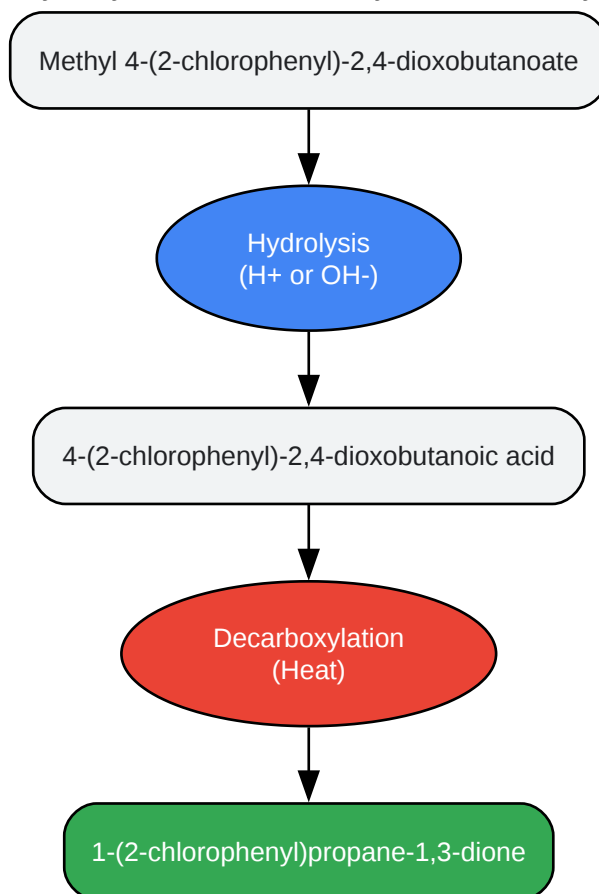 Methyl 4-(2-chlorophenyl)-2,4-dioxobutanoate
Hydrolysis
(H+ or OH-)
4-(2-chlorophenyl)-2,4-dioxobutanoic acid
Decarboxylation
(Heat)
1-(2-chlorophenyl)propane-1,3-dione